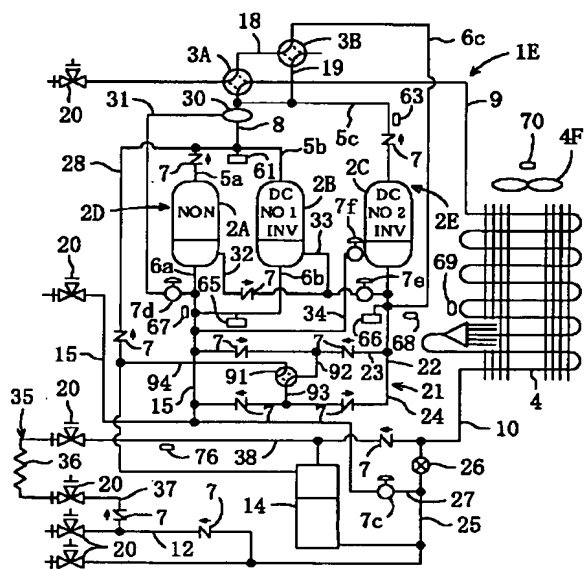 18
3B
3A
6c
1E
20
31
30
19
63
9
70
4F
28
8
5b
5c
7
61
7
2C
5a
2B
2D
2E
NON
2A
DC
NO 1
INV
33
7f
DC
NO 2
INV
20
6a
32
7
6b
7e
69
7d
65
67
34
66
68
7
7
7
22
15
94
91
92
23
21
15
93
24
4
35
20
7
7
10
76
38
7
26
36
20
37
7
14
7c
27
7
20
12
25